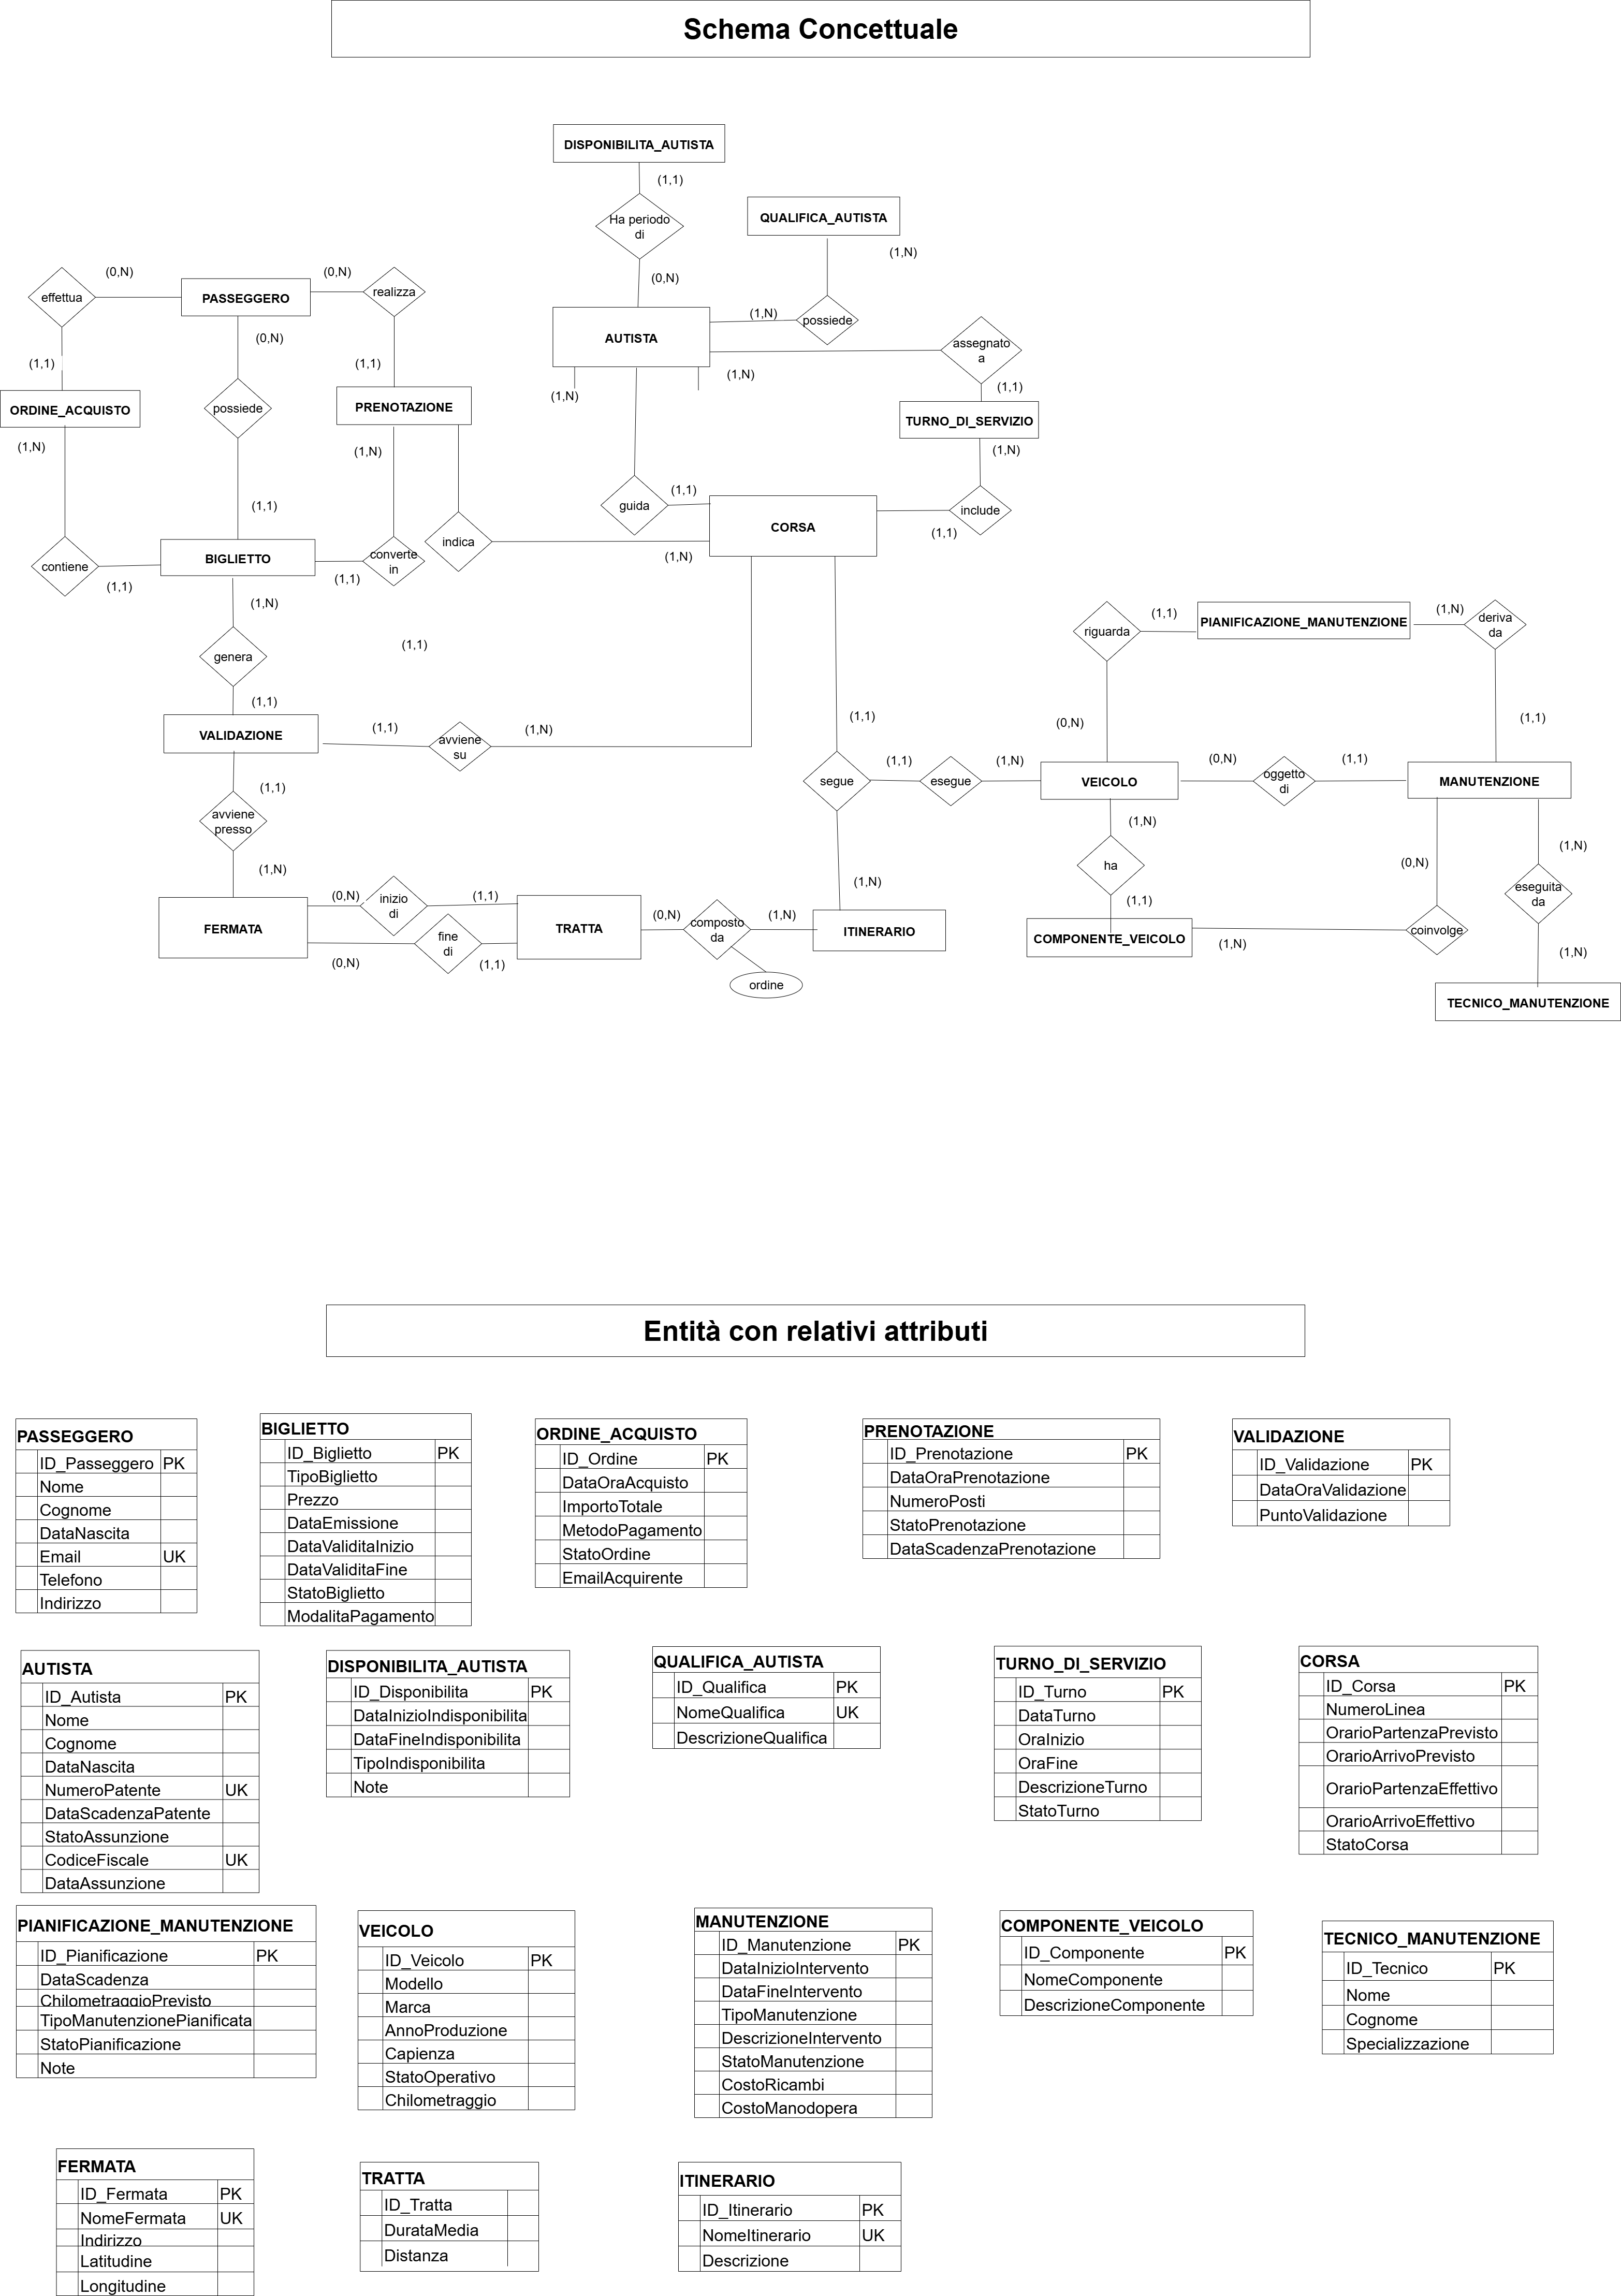 Schema Concettuale
DISPONIBILITA_AUTISTA
(1,1)
Ha periodo
di
QUALIFICA_AUTISTA
(1,N)
(0,N)
(0,N)
(0,N)
effettua
PASSEGGERO
realizza
(1,N)
possiede
AUTISTA
assegnato
a
(0,N)
(1,1)
(1,1)
(1,N)
(1,1)
(1,N)
ORDINE_ACQUISTO
possiede
PRENOTAZIONE
TURNO_DI_SERVIZIO
(1,N)
(1,N)
(1,N)
(1,1)
(1,1)
guida
include
CORSA
(1,1)
indica
(1,N)
BIGLIETTO
converte
in
contiene
(1,1)
(1,1)
(1,N)
(1,1)
PIANIFICAZIONE_MANUTENZIONE
(1,N)
deriva
da
riguarda
(1,1)
genera
(1,1)
(1,1)
(0,N)
(1,1)
VALIDAZIONE
(1,1)
avviene
su
(1,N)
segue
(1,1)
esegue
(1,N)
VEICOLO
(0,N)
oggetto
di
(1,1)
MANUTENZIONE
(1,1)
avviene
presso
(1,N)
ha
(0,N)
(1,N)
(1,N)
(1,N)
(0,N)
inizio
di
(1,1)
(1,1)
eseguita
da
FERMATA
fine
di
TRATTA
(0,N)
composto
da
(1,N)
ITINERARIO
COMPONENTE_VEICOLO
(1,N)
coinvolge
(0,N)
(1,1)
(1,N)
ordine
TECNICO_MANUTENZIONE
Entità con relativi attributi
PASSEGGERO
ID_Passeggero PK
Nome
Cognome
DataNascita
Email UK
Telefono
Indirizzo
BIGLIETTO
ID_Biglietto PK
TipoBiglietto
Prezzo
DataEmissione
DataValiditaInizio
DataValiditaFine
StatoBiglietto
ModalitaPagamento
ORDINE_ACQUISTO
ID_Ordine PK
DataOraAcquisto
ImportoTotale
MetodoPagamento
StatoOrdine
EmailAcquirente
PRENOTAZIONE
ID_Prenotazione PK
DataOraPrenotazione
NumeroPosti
StatoPrenotazione
DataScadenzaPrenotazione
VALIDAZIONE
ID_Validazione PK
DataOraValidazione
PuntoValidazione
AUTISTA
ID_Autista PK
Nome
Cognome
DataNascita
NumeroPatente UK
DataScadenzaPatente
StatoAssunzione
CodiceFiscale UK
DataAssunzione
DISPONIBILITA_AUTISTA
ID_Disponibilita PK
DataInizioIndisponibilita
DataFineIndisponibilita
TipoIndisponibilita
Note
QUALIFICA_AUTISTA
ID_Qualifica PK
NomeQualifica UK
DescrizioneQualifica
TURNO_DI_SERVIZIO
ID_Turno PK
DataTurno
OraInizio
OraFine
DescrizioneTurno
StatoTurno
CORSA
ID_Corsa PK
NumeroLinea
OrarioPartenzaPrevisto
OrarioArrivoPrevisto
OrarioPartenzaEffettivo
OrarioArrivoEffettivo
StatoCorsa
PIANIFICAZIONE_MANUTENZIONE
ID_Pianificazione PK
DataScadenza
ChilometraggioPrevisto
TipoManutenzionePianificata
StatoPianificazione
Note
VEICOLO
ID_Veicolo PK
Modello
Marca
AnnoProduzione
Capienza
StatoOperativo
Chilometraggio
MANUTENZIONE
ID_Manutenzione PK
DataInizioIntervento
DataFineIntervento
TipoManutenzione
DescrizioneIntervento
StatoManutenzione
CostoRicambi
CostoManodopera
COMPONENTE_VEICOLO
ID_Componente PK
NomeComponente
DescrizioneComponente
TECNICO_MANUTENZIONE
ID_Tecnico PK
Nome
Cognome
Specializzazione
FERMATA
ID_Fermata PK
NomeFermata UK
Indirizzo
Latitudine
Longitudine
TRATTA
ID_Tratta
DurataMedia
Distanza
ITINERARIO
ID_Itinerario PK
NomeItinerario UK
Descrizione